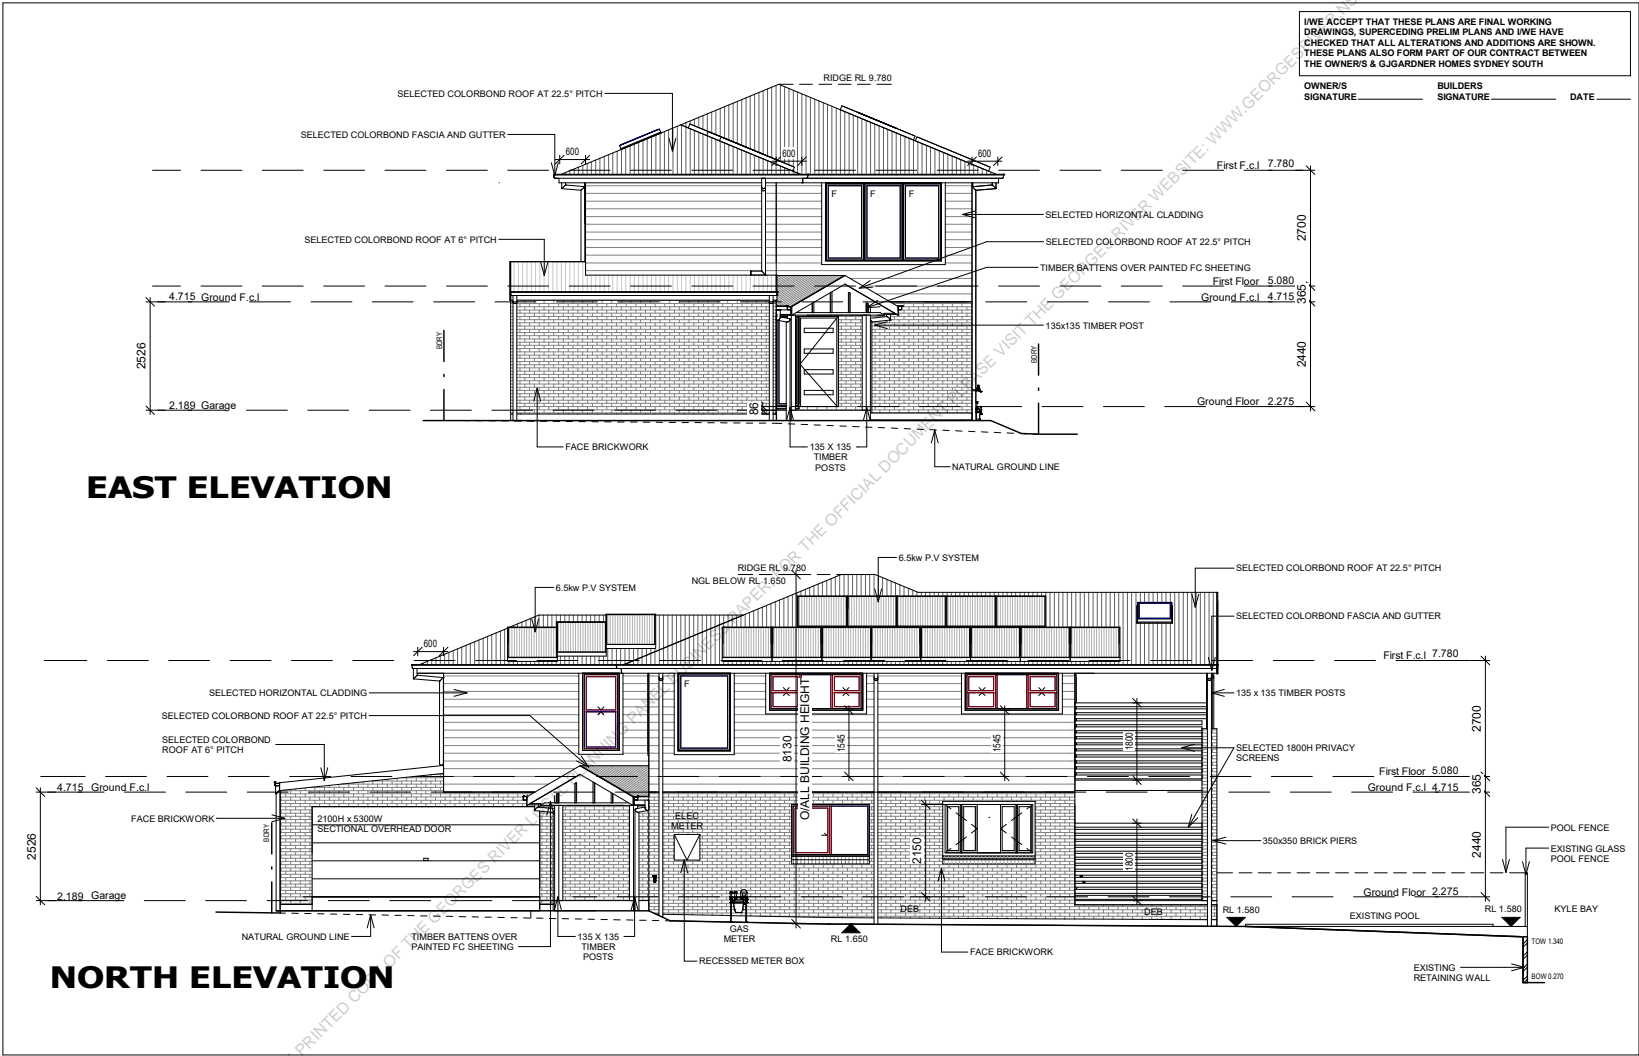 I/WE ACCEPT THAT THESE PLANS ARE FINAL WORKING
DRAWINGS, SUPERCEDING PRELIM PLANS AND I/WE HAVE
CHECKED THAT ALL ALTERATIONS AND ADDITIONS ARE SHOWN.
THESE PLANS ALSO FORM PART OF OUR CONTRACT BETWEEN
THE OWNER/S & GJGARDNER HOMES SYDNEY SOUTH
OWNER/S
SIGNATURE
BUILDERS
SIGNATURE
DATE
RIDGE RL 9.780
SELECTED COLORBOND ROOF AT 22.5° PITCH
SELECTED COLORBOND FASCIA AND GUTTER
600
600
600
First F.c.l 7.780
F
F
F
SELECTED HORIZONTAL CLADDING
2700
SELECTED COLORBOND ROOF AT 6° PITCH
SELECTED COLORBOND ROOF AT 22.5° PITCH
TIMBER BATTENS OVER PAINTED FC SHEETING
First Floor 5.080
4.715 Ground F.c.l
Ground F.c.l 4.715
365
135x135 TIMBER POST
BDRY
BDRY
2526
2440
2.189 Garage
86
Ground Floor 2.275
FACE BRICKWORK
135 X 135
TIMBER
POSTS
NATURAL GROUND LINE
EAST ELEVATION
6.5kw P.V SYSTEM
RIDGE RL 9.780
NGL BELOW RL 1.650
6.5kw P.V SYSTEM
SELECTED COLORBOND ROOF AT 22.5° PITCH
SELECTED COLORBOND FASCIA AND GUTTER
600
First F.c.l 7.780
SELECTED HORIZONTAL CLADDING
F
135 x 135 TIMBER POSTS
SELECTED COLORBOND ROOF AT 22.5° PITCH
2700
SELECTED COLORBOND
ROOF AT 6° PITCH
8130
O/ALL BUILDING HEIGHT
1545
1545
1800
SELECTED 1800H PRIVACY
SCREENS
First Floor 5.080
4.715 Ground F.c.l
Ground F.c.l 4.715
365
FACE BRICKWORK
2100H x 5300W
SECTIONAL OVERHEAD DOOR
ELEC
METER
BDRY
2526
2150
1800
350x350 BRICK PIERS
2440
POOL FENCE
EXISTING GLASS
POOL FENCE
2.189 Garage
Ground Floor 2.275
DEB
DEB
RL 1.580
EXISTING POOL
RL 1.580
KYLE BAY
NATURAL GROUND LINE
TIMBER BATTENS OVER
PAINTED FC SHEETING
135 X 135
TIMBER
POSTS
GAS
METER
RL 1.650
TOW 1.340
RECESSED METER BOX
FACE BRICKWORK
EXISTING
RETAINING WALL
BOW 0.270
NORTH ELEVATION